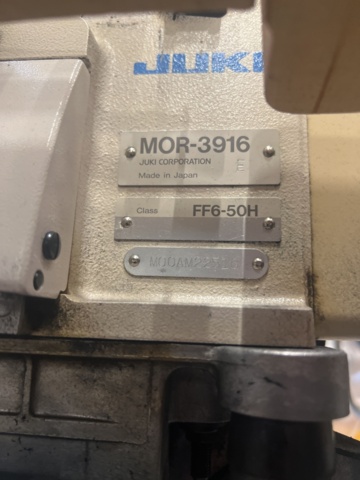 JUKI
MOR-3916
E
JUKI CORPORATION
Made in Japan
Class FF6-50H